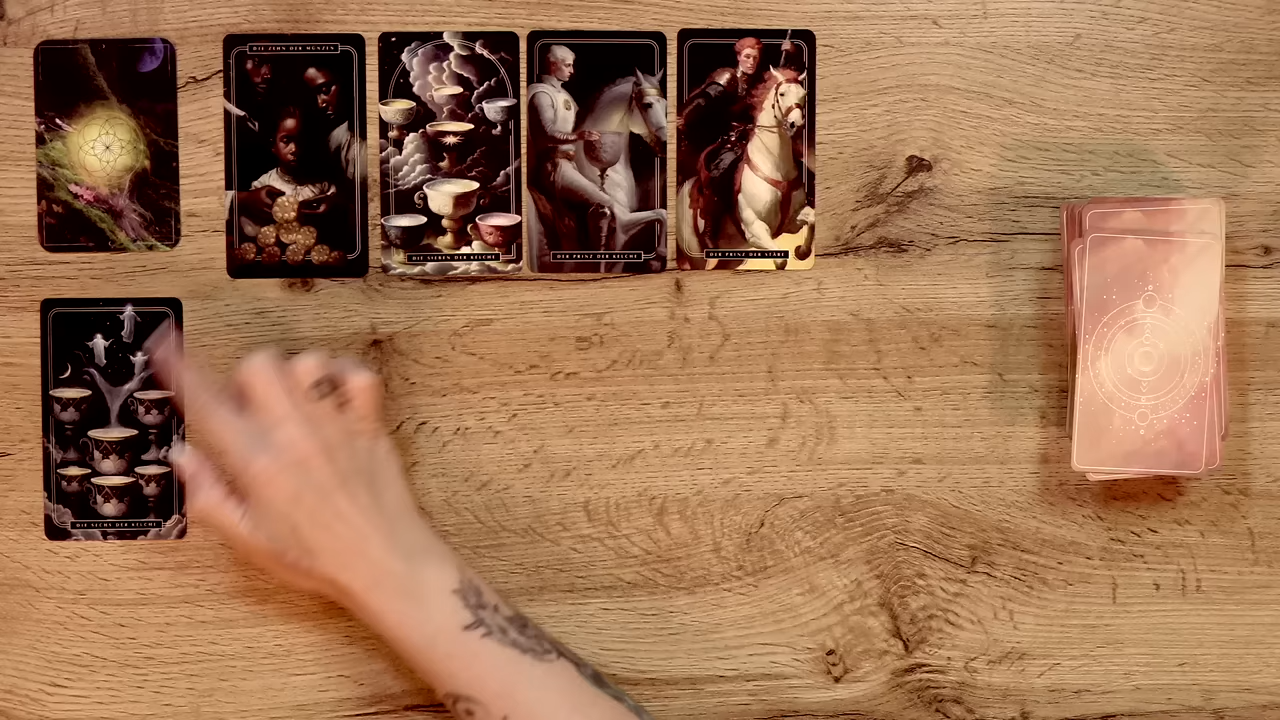 DIE ZEHN DER MÜNZEN
DIE SIEBEN DER KELCHE
DER PRINZ DER KELCHE
DER PRINZ DER STÄBE
DIE SECHS DER KELCHE